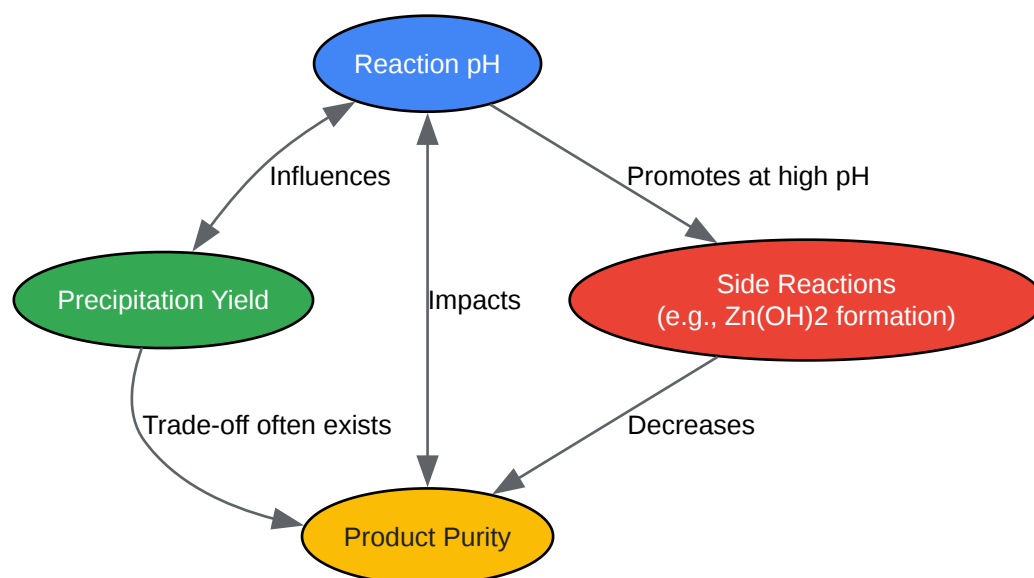 Reaction pH
Influences
Promotes at high pH
Precipitation Yield
Impacts
Side Reactions
(e.g., Zn(OH)2 formation)
Trade-off often exists
Decreases
Product Purity